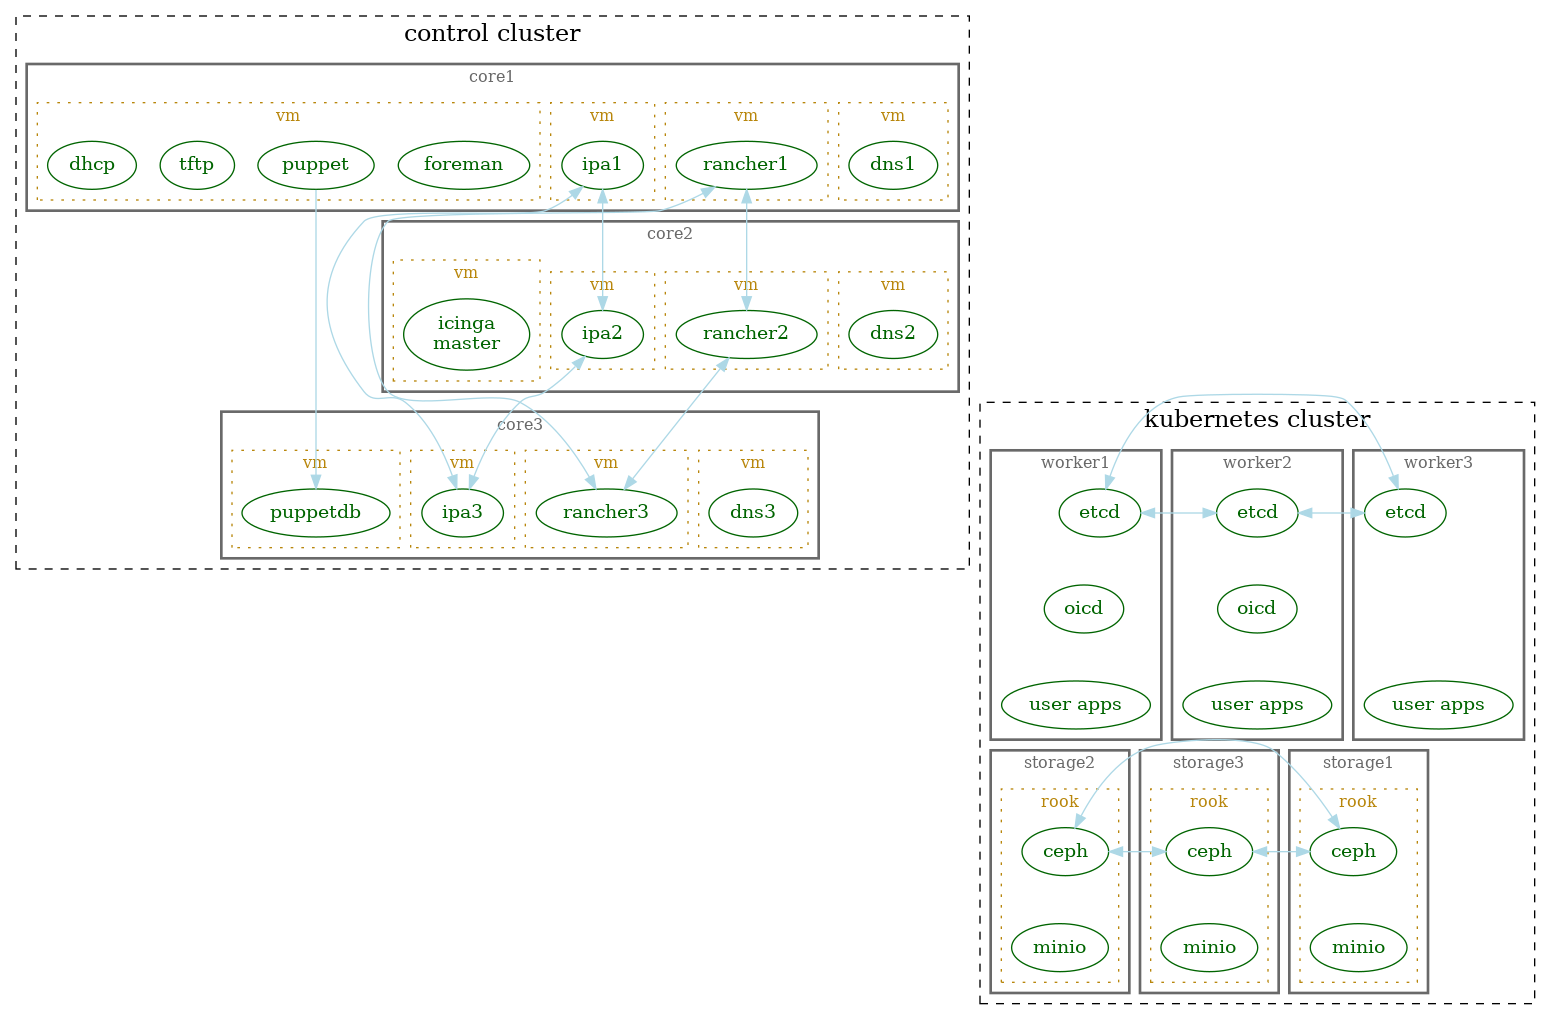 control cluster
core1
vm
vm
vm
vm
dhcp
tftp
puppet
foreman
ipa1
rancher1
dns1
core2
vm
vm
vm
vm
icinga
master
ipa2
rancher2
dns2
core3
vm
vm
vm
vm
puppetdb
ipa3
rancher3
dns3
kubernetes cluster
worker1
worker2
worker3
etcd
etcd
etcd
oicd
oicd
user apps
user apps
user apps
storage2
storage3
storage1
rook
rook
rook
ceph
ceph
ceph
minio
minio
minio